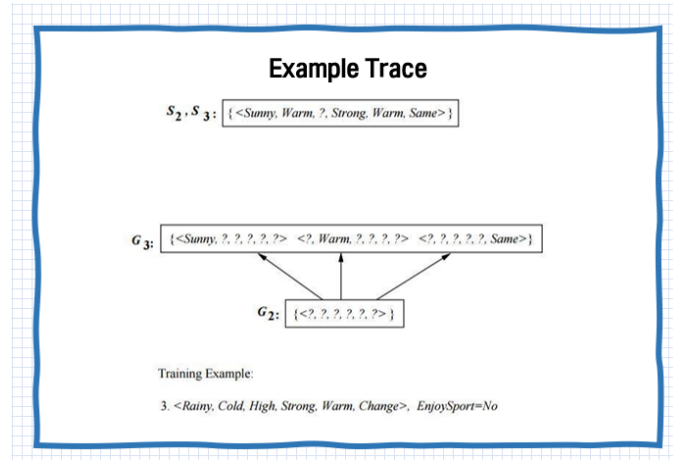 Example Trace
S2, S3: {<Sunny, Warm, ?, Strong, Warm, Same>}
G3: {<Sunny, ?, ?, ?, ?, ?> <?, Warm, ?, ?, ?, ?> <?, ?, ?, ?, ?, Same>}
G2: {<?, ?, ?, ?, ?, ?>}
Training Example:
3. <Rainy, Cold, High, Strong, Warm, Change>, EnjoySport=No